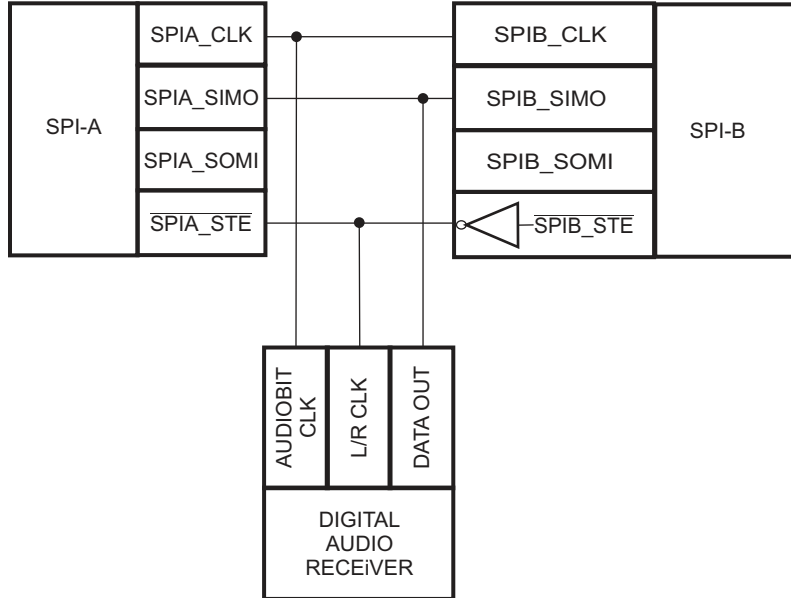 SPI-A
SPIA_CLK
SPIA_SIMO
SPIA_SOMI
SPIA_STE
SPIB_CLK
SPIB_SIMO
SPIB_SOMI
SPIB_STE
SPI-B
AUDIOBIT
CLK
L/R CLK
DATA OUT
DIGITAL
AUDIO
RECEiVER